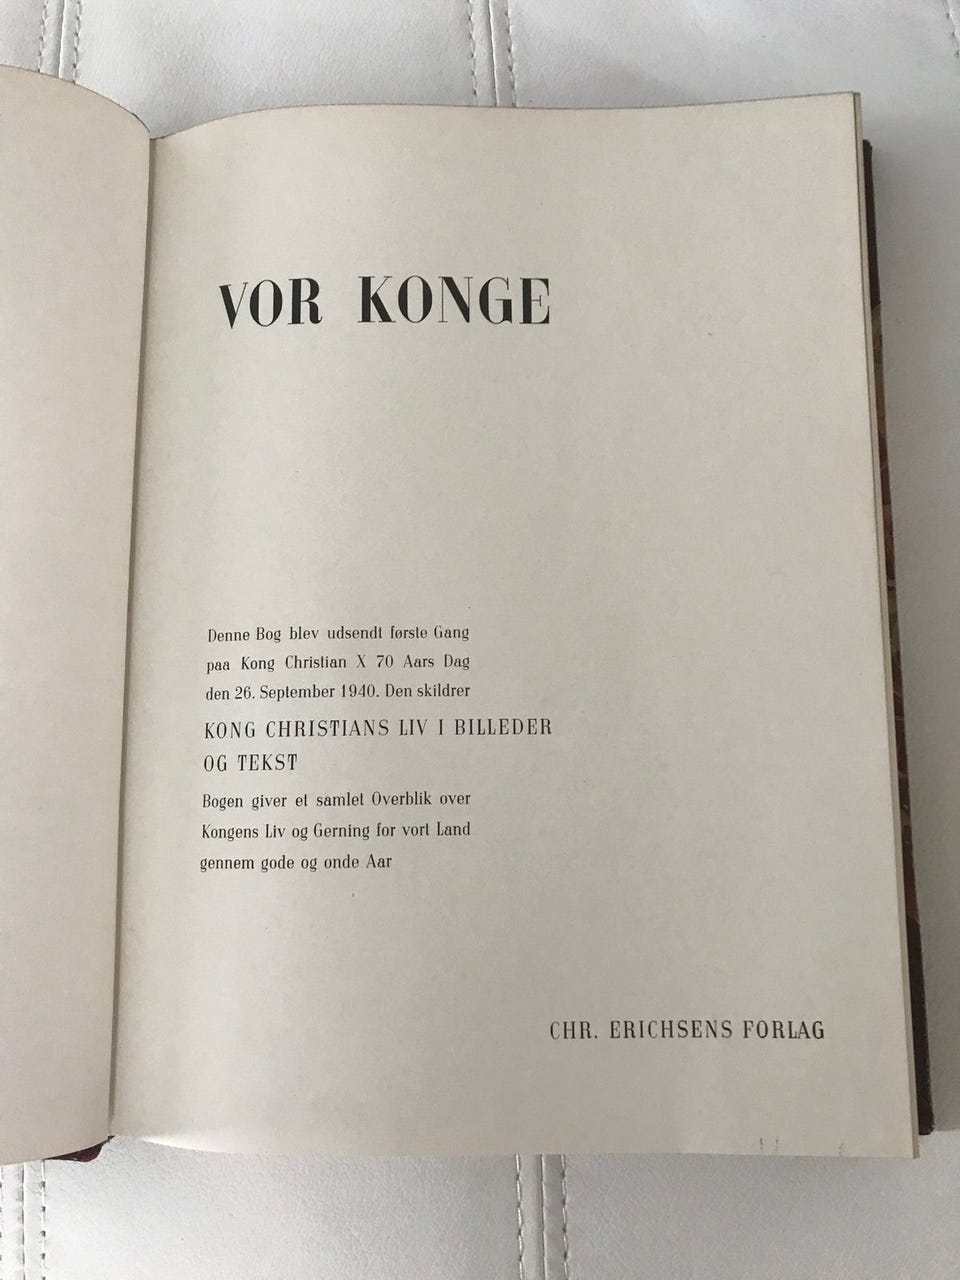 VOR KONGE
Denne Bog blev udsendt første Gang
paa Kong Christian X 70 Aars Dag
den 26. September 1940. Den skildrer
KONG CHRISTIANS LIV I BILLEDER
OG TEKST
Bogen giver et samlet Overblik over
Kongens Liv og Gerning for vort Land
gennem gode og onde Aar
CHR. ERICHSENS FORLAG